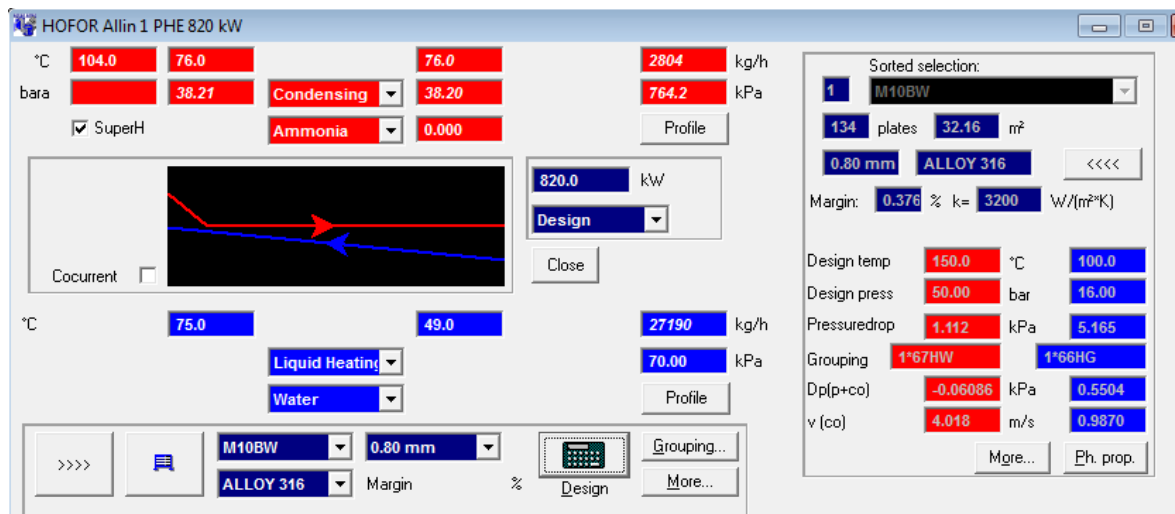 HOFOR Allin 1 PHE 820 kW
°C 104.0 76.0 76.0 2804 kg/h
bara 38.21 Condensing 38.20 764.2 kPa
SuperH Ammonia 0.000 Profile
820.0 kW
Design
Close
Cocurrent
°C 75.0 49.0 27190 kg/h
Liquid Heating 70.00 kPa
Water Profile
>>>> M10BW 0.80 mm Grouping...
ALLOY 316 Margin % Design More...
Sorted selection:
1 M10BW
134 plates 32.16 m²
0.80 mm ALLOY 316 <<<<
Margin: 0.376 % k= 3200 W/(m²*K)
Design temp 150.0 °C 100.0
Design press 50.00 bar 16.00
Pressuredrop 1.112 kPa 5.165
Grouping 1*67HW 1*66HG
Dp(p+co) -0.06086 kPa 0.5504
v (co) 4.018 m/s 0.9870
More... Ph. prop.